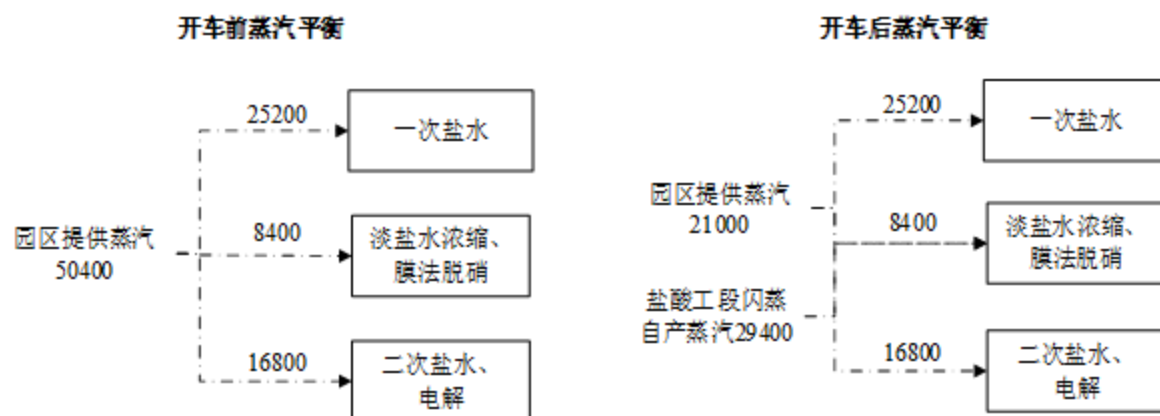 开车前蒸汽平衡
25200
一次盐水
园区提供蒸汽
50400
8400
淡盐水浓缩、
膜法脱硝
16800
二次盐水、
电解
开车后蒸汽平衡
25200
一次盐水
园区提供蒸汽
21000
8400
淡盐水浓缩、
膜法脱硝
盐酸工段闪蒸
自产蒸汽29400
16800
二次盐水、
电解